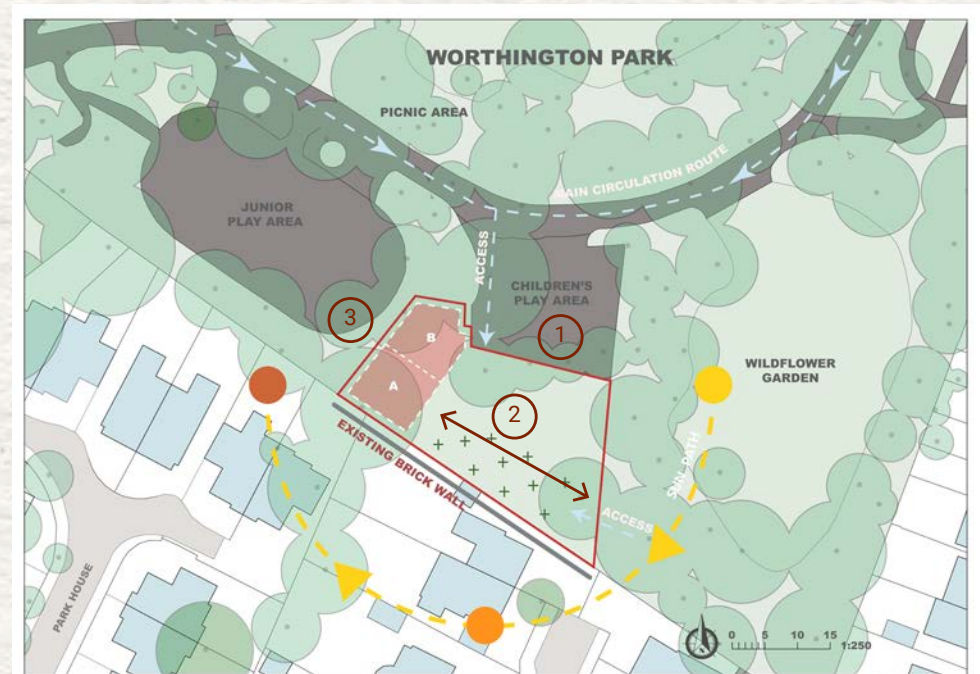 WORTHINGTON PARK
PICNIC AREA
MAIN CIRCULATION ROUTE
JUNIOR
PLAY AREA
ACCESS
CHILDREN'S
PLAY AREA
1
3
B
A
2
WILDFLOWER
GARDEN
EXISTING BRICK WALL
SUN PATH
ACCESS
PARK HOUSE
0 5 10 15 1:250